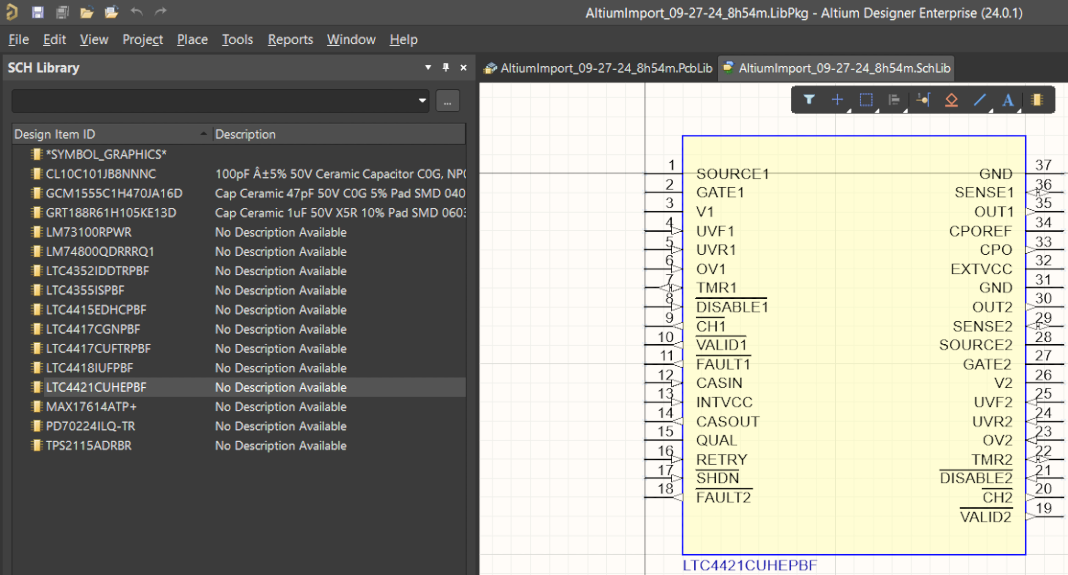 AltiumImport_09-27-24_8h54m.LibPkg - Altium Designer Enterprise (24.0.1)
File Edit View Project Place Tools Reports Window Help
SCH Library
AltiumImport_09-27-24_8h54m.PcbLib AltiumImport_09-27-24_8h54m.SchLib
...
A
Design Item ID Description
*SYMBOL_GRAPHICS*
CL10C101JB8NNNC 100pF Â±5% 50V Ceramic Capacitor C0G, NP0
GCM1555C1H470JA16D Cap Ceramic 47pF 50V C0G 5% Pad SMD 040
GRT188R61H105KE13D Cap Ceramic 1uF 50V X5R 10% Pad SMD 0603
LM73100RPWR No Description Available
LM74800QDRRRQ1 No Description Available
LTC4352IDDTRPBF No Description Available
LTC4355ISPBF No Description Available
LTC4415EDHCPBF No Description Available
LTC4417CGNPBF No Description Available
LTC4417CUFTRPBF No Description Available
LTC4418IUFPBF No Description Available
LTC4421CUHEPBF No Description Available
MAX17614ATP+ No Description Available
PD70224ILQ-TR No Description Available
TPS2115ADRBR No Description Available
1 SOURCE1 GND 37
2 GATE1 SENSE1 36
3 V1 OUT1 35
4 UVF1 CPOREF 34
5 UVR1 CPO 33
6 OV1 EXTVCC 32
7 TMR1 GND 31
8 DISABLE1 OUT2 30
9 CH1 SENSE2 29
10 VALID1 SOURCE2 28
11 FAULT1 GATE2 27
12 CASIN V2 26
13 INTVCC UVF2 25
14 CASOUT UVR2 24
15 QUAL OV2 23
16 RETRY TMR2 22
17 SHDN DISABLE2 21
18 FAULT2 CH2 20
VALID2 19
LTC4421CUHEPBF